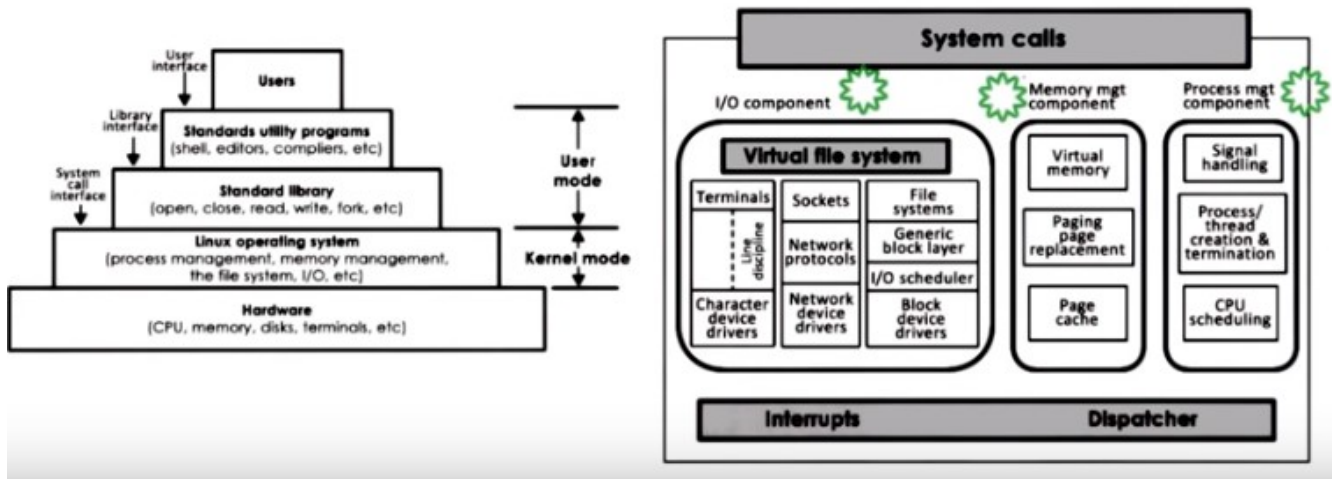 User
interface
Users
Library
interface
Standards utility programs
(shell, editors, compliers, etc)
System
call
interface
Standard library
(open, close, read, write, fork, etc)
User
mode
Linux operating system
(process management, memory management,
the file system, I/O, etc)
Kernel mode
Hardware
(CPU, memory, disks, terminals, etc)
System calls
I/O component
Memory mgt
component
Process mgt
component
Virtual file system
Terminals
Line
discipline
Character
device
drivers
Sockets
Network
protocols
Network
device
drivers
File
systems
Generic
block layer
I/O scheduler
Block
device
drivers
Virtual
memory
Paging
page
replacement
Page
cache
Signal
handling
Process/
thread
creation &
termination
CPU
scheduling
Interrupts
Dispatcher